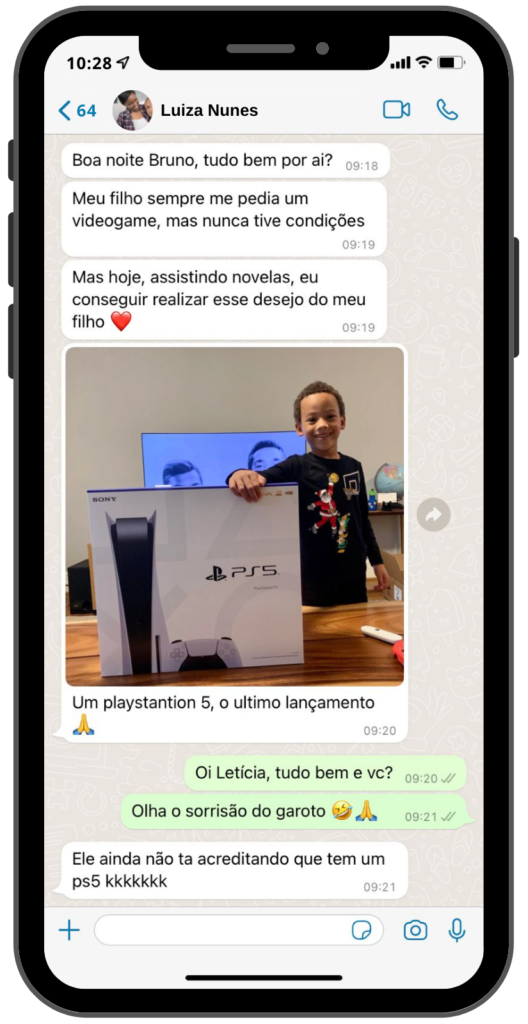 10:28
64
Luiza Nunes
Boa noite Bruno, tudo bem por ai? 09:18
Meu filho sempre me pedia um
videogame, mas nunca tive condições
09:19
Mas hoje, assistindo novelas, eu
conseguir realizar esse desejo do meu
filho ❤️
09:19
SONY
PS5
Um playstantion 5, o ultimo lançamento
🙏
09:20
Oi Letícia, tudo bem e vc? 09:20
Olha o sorrisão do garoto 🤣🙏 09:21
Ele ainda não ta acreditando que tem um
ps5 kkkkkkk
09:21